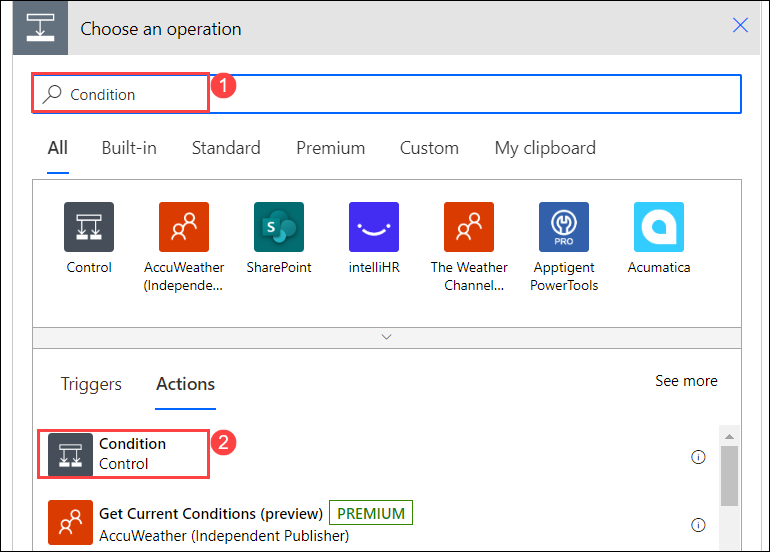 Choose an operation
Condition
1
All Built-in Standard Premium Custom My clipboard
Control AccuWeather SharePoint intelliHR The Weather Apptigent Acumatica
(Independe... Channel... PowerTools
PRO
Triggers Actions See more
Condition
Control
2
Get Current Conditions (preview) PREMIUM
AccuWeather (Independent Publisher)